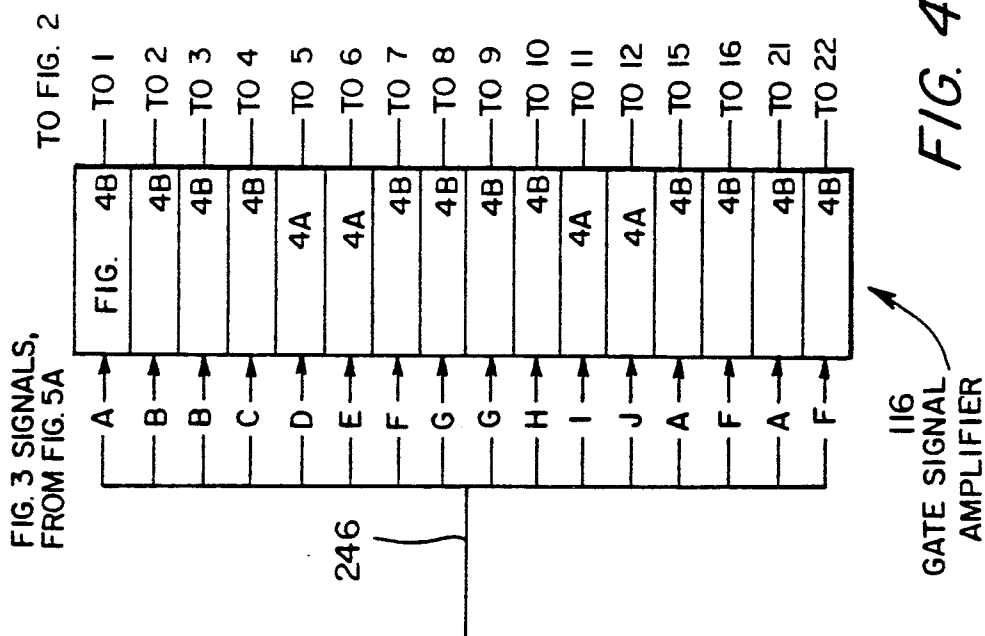 FIG. 3 SIGNALS,
FROM FIG. 5A
TO FIG. 2
A FIG. 4B TO 1
B 4B TO 2
B 4B TO 3
C 4B TO 4
D 4A TO 5
E 4A TO 6
F 4B TO 7
G 4B TO 8
G 4B TO 9
H 4B TO 10
I 4A TO 11
J 4A TO 12
A 4B TO 15
F 4B TO 16
A 4B TO 21
F 4B TO 22
246
116
GATE SIGNAL
AMPLIFIER
FIG. 4